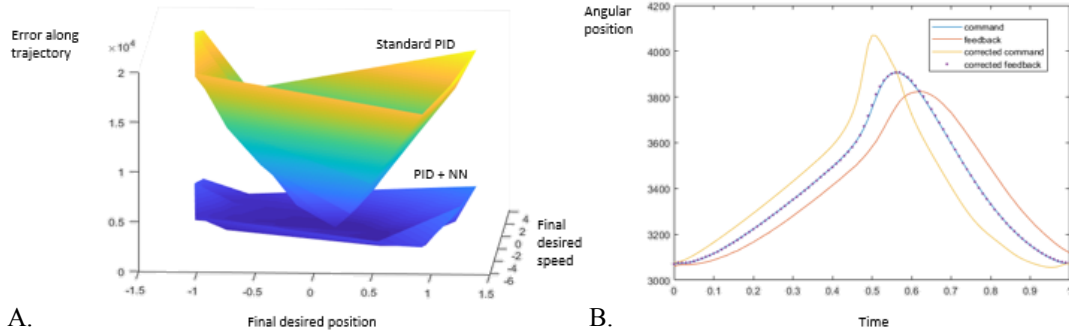 Error along
trajectory
×10⁴
2
1.5
1
0.5
0
-1.5
-1
-0.5
0
0.5
1
1.5
4
2
0
-2
-4
-6
Standard PID
PID + NN
Final
desired
speed
Final desired position
A.
Angular
position
4200
4000
3800
3600
3400
3200
3000
0
0.1
0.2
0.3
0.4
0.5
0.6
0.7
0.8
0.9
1
command
feedback
corrected command
corrected feedback
Time
B.